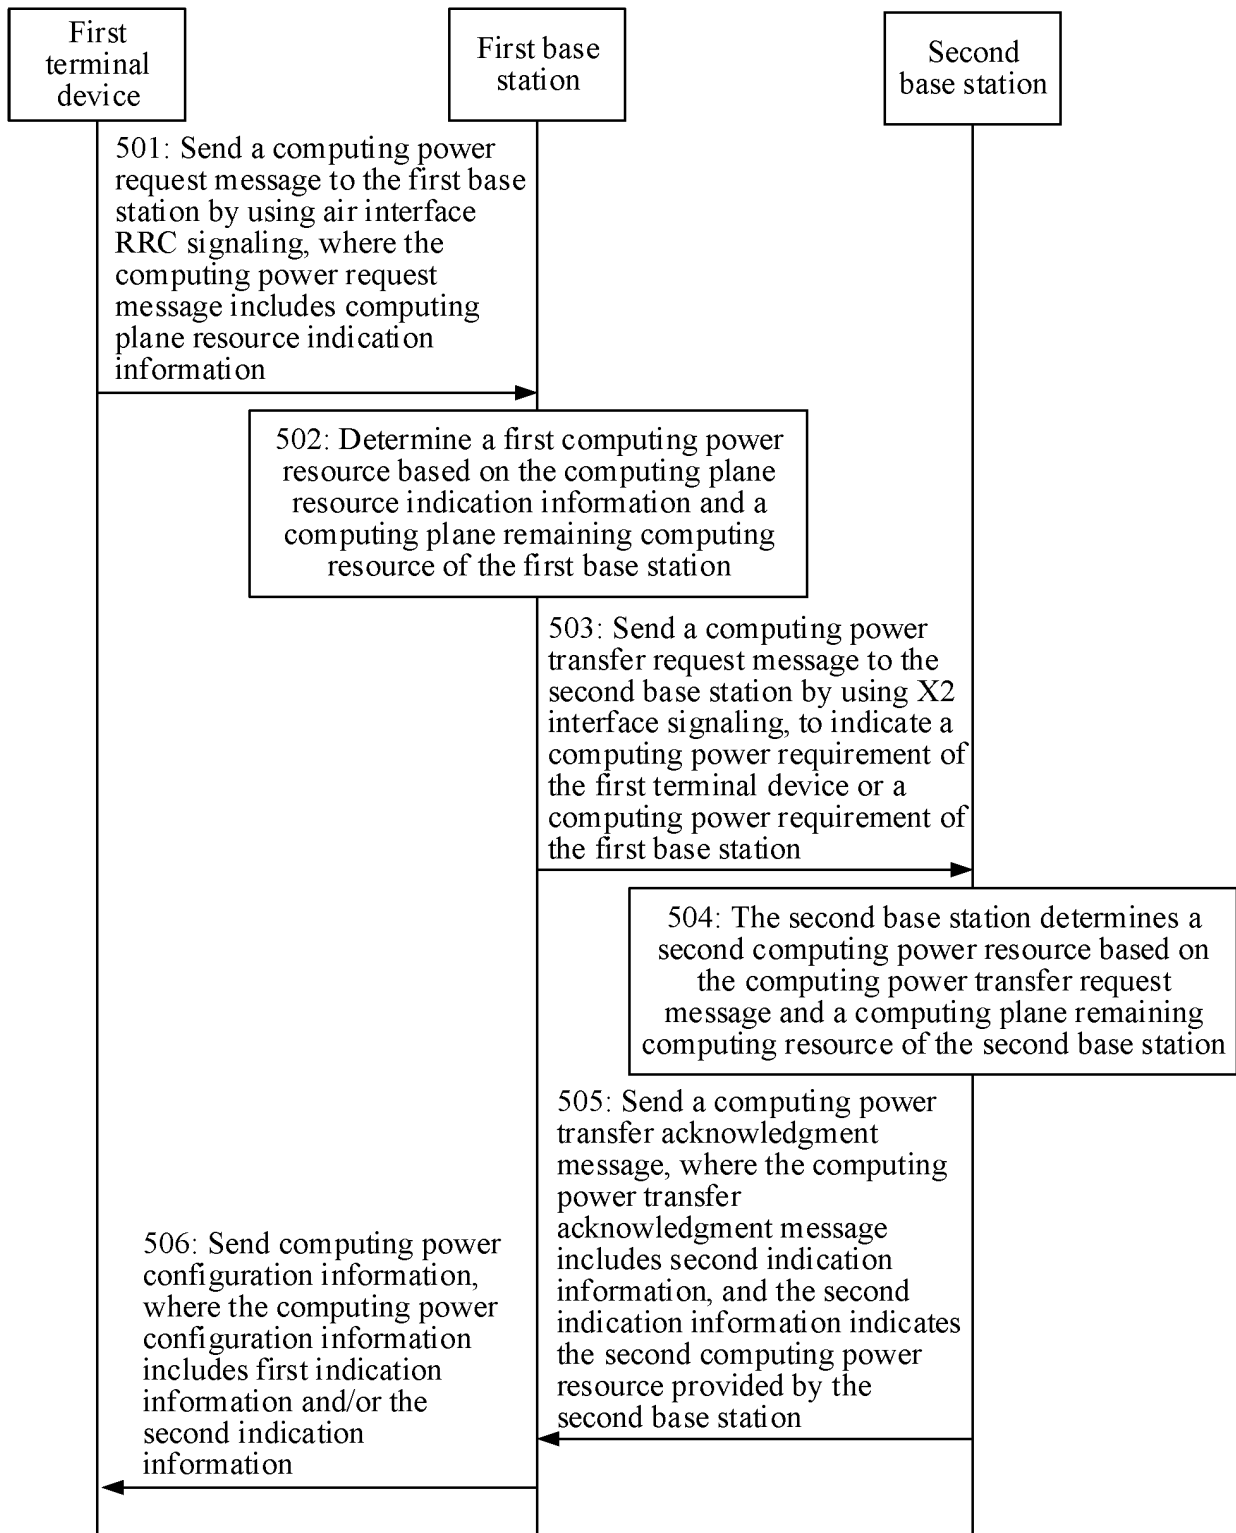 First
terminal
device
First base
station
Second
base station
501: Send a computing power
request message to the first base
station by using air interface
RRC signaling, where the
computing power request
message includes computing
plane resource indication
information
502: Determine a first computing power
resource based on the computing plane
resource indication information and a
computing plane remaining computing
resource of the first base station
503: Send a computing power
transfer request message to the
second base station by using X2
interface signaling, to indicate a
computing power requirement of
the first terminal device or a
computing power requirement of
the first base station
504: The second base station determines a
second computing power resource based on
the computing power transfer request
message and a computing plane remaining
computing resource of the second base station
505: Send a computing power
transfer acknowledgment
message, where the computing
power transfer
acknowledgment message
includes second indication
information, and the second
indication information indicates
the second computing power
resource provided by the
second base station
506: Send computing power
configuration information,
where the computing power
configuration information
includes first indication
information and/or the
second indication
information